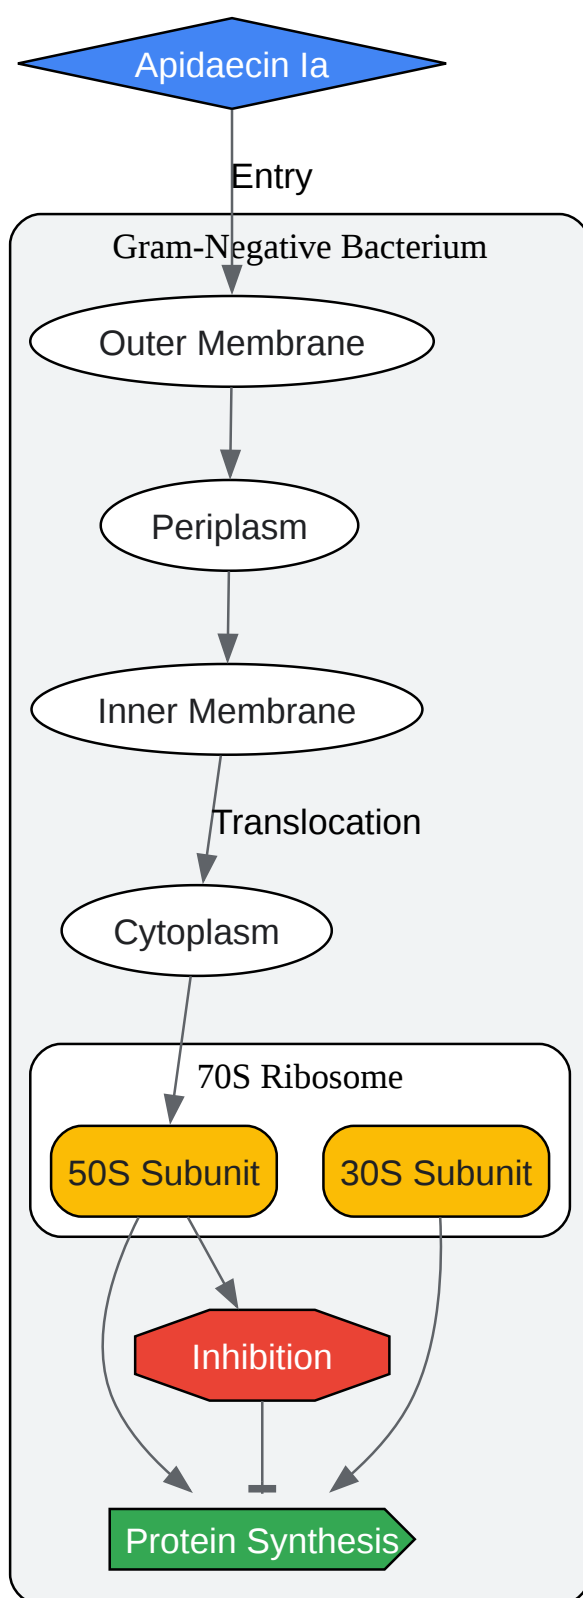 Apidaecin Ia
Entry
Gram-Negative Bacterium
Outer Membrane
Periplasm
Inner Membrane
Translocation
Cytoplasm
70S Ribosome
50S Subunit
30S Subunit
Inhibition
Protein Synthesis